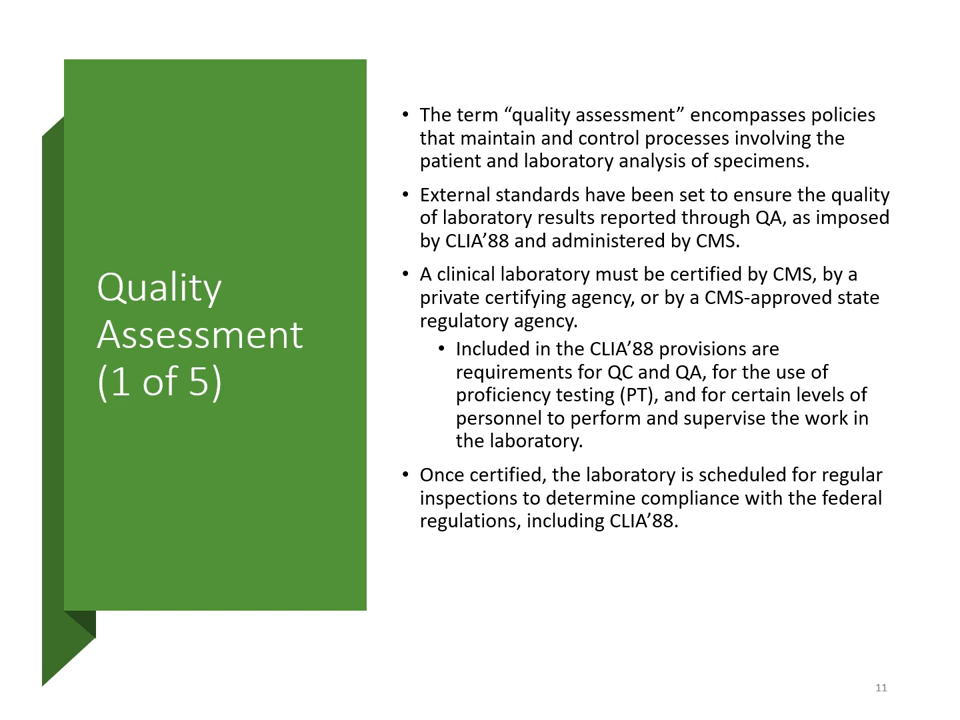 Quality
Assessment
(1 of 5)
• The term “quality assessment” encompasses policies
that maintain and control processes involving the
patient and laboratory analysis of specimens.
• External standards have been set to ensure the quality
of laboratory results reported through QA, as imposed
by CLIA’88 and administered by CMS.
• A clinical laboratory must be certified by CMS, by a
private certifying agency, or by a CMS-approved state
regulatory agency.
• Included in the CLIA’88 provisions are
requirements for QC and QA, for the use of
proficiency testing (PT), and for certain levels of
personnel to perform and supervise the work in
the laboratory.
• Once certified, the laboratory is scheduled for regular
inspections to determine compliance with the federal
regulations, including CLIA’88.
11